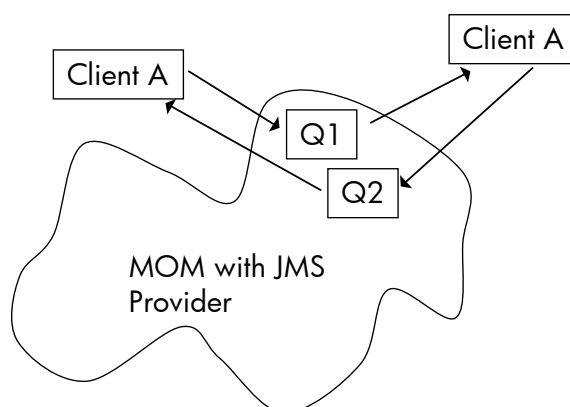 Client A
Client A
Q1
Q2
MOM with JMS
Provider